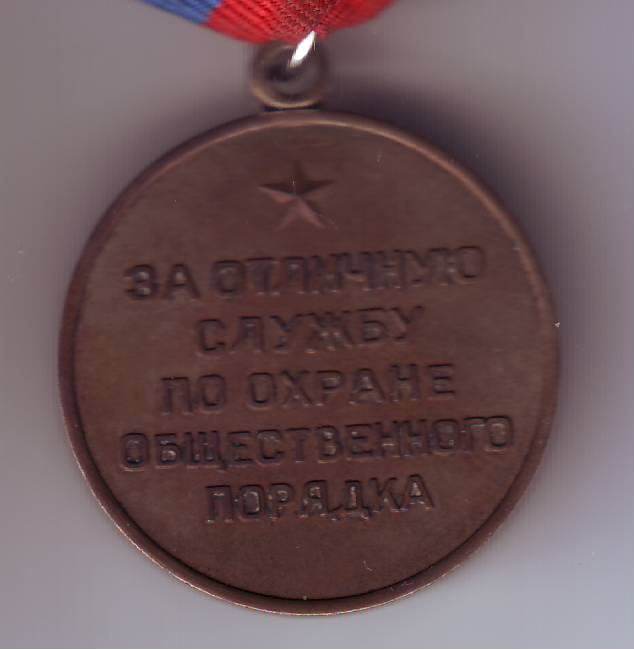 ЗА ОТЛИЧНУЮ
СЛУЖБУ
ПО ОХРАНЕ
ОБЩЕСТВЕННОГО
ПОРЯДКА